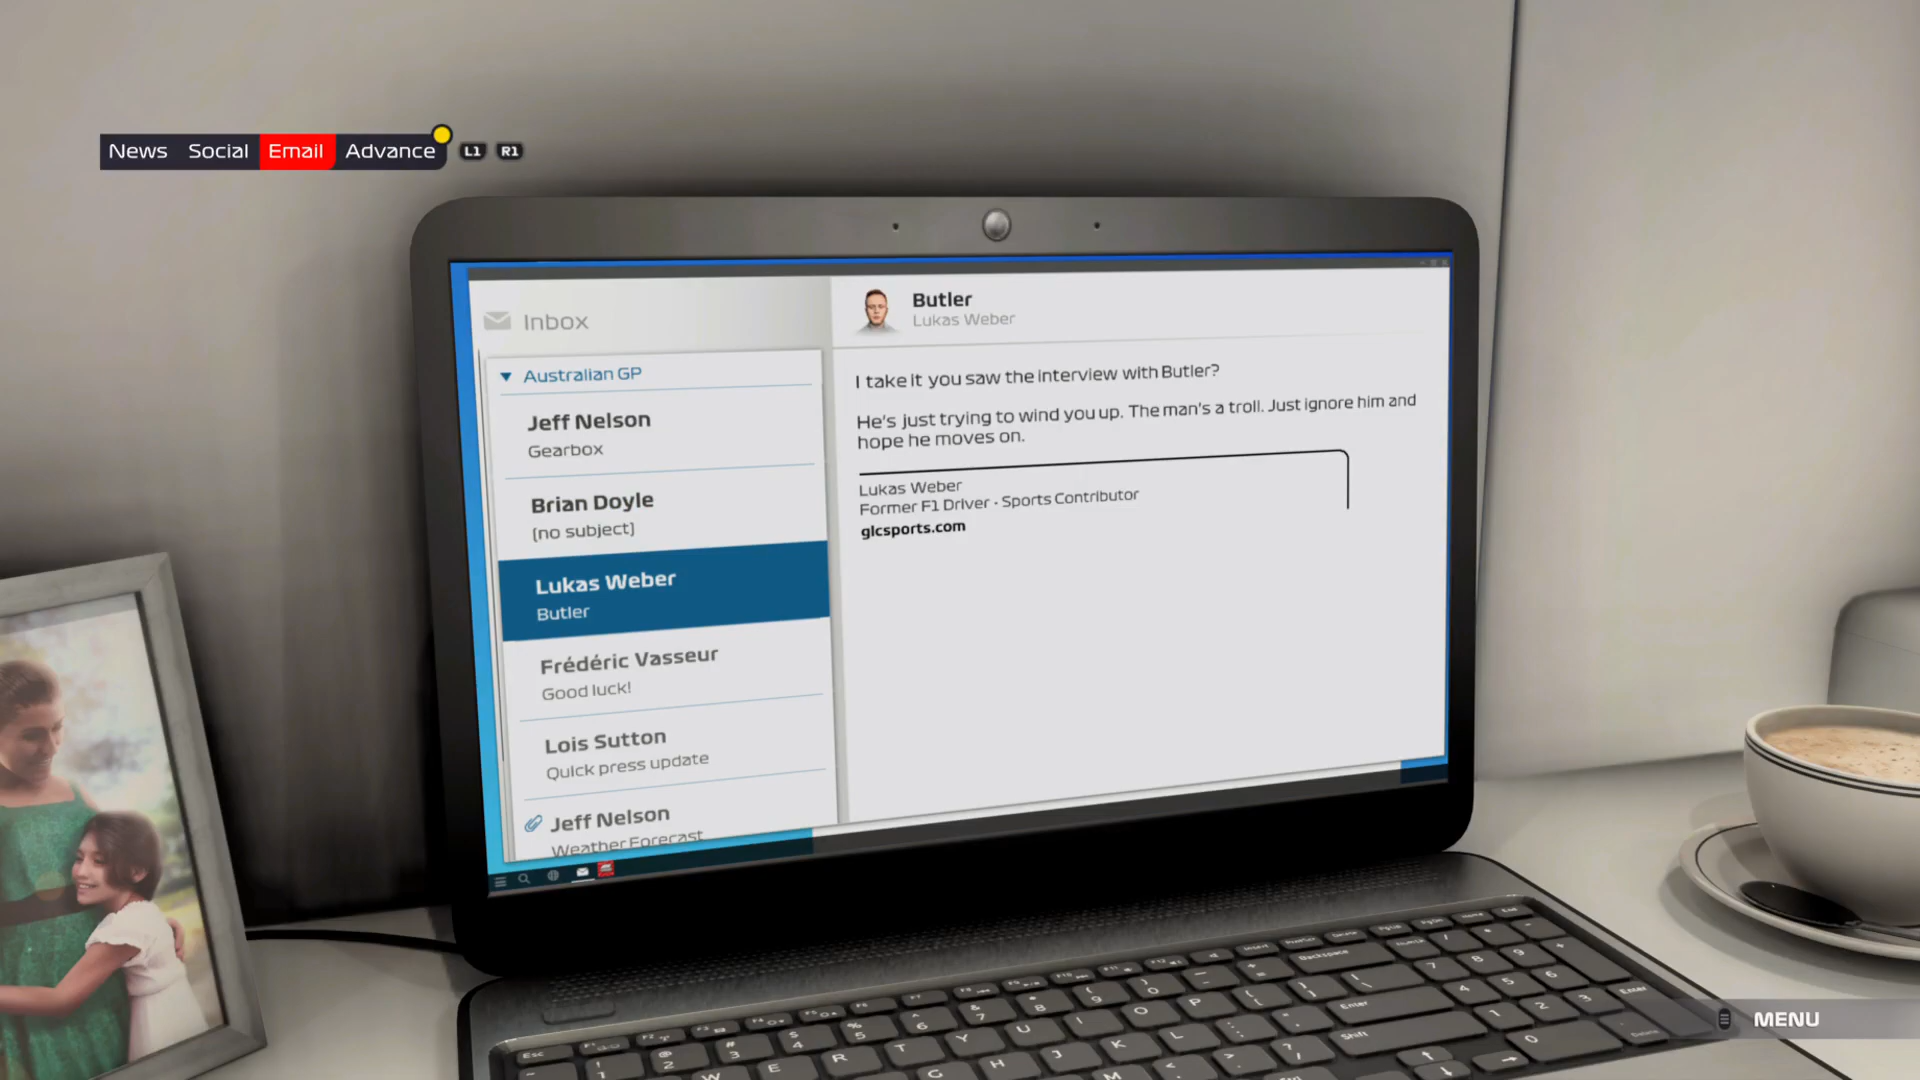 News Social Email Advance L1 R1
Inbox
Australian GP
Jeff Nelson
Gearbox
Brian Doyle
(no subject)
Lukas Weber
Butler
Frédéric Vasseur
Good luck!
Lois Sutton
Quick press update
Jeff Nelson
Weather Forecast
Butler
Lukas Weber
I take it you saw the interview with Butler?
He's just trying to wind you up. The man's a troll. Just ignore him and
hope he moves on.
Lukas Weber
Former F1 Driver - Sports Contributor
glcsports.com
MENU